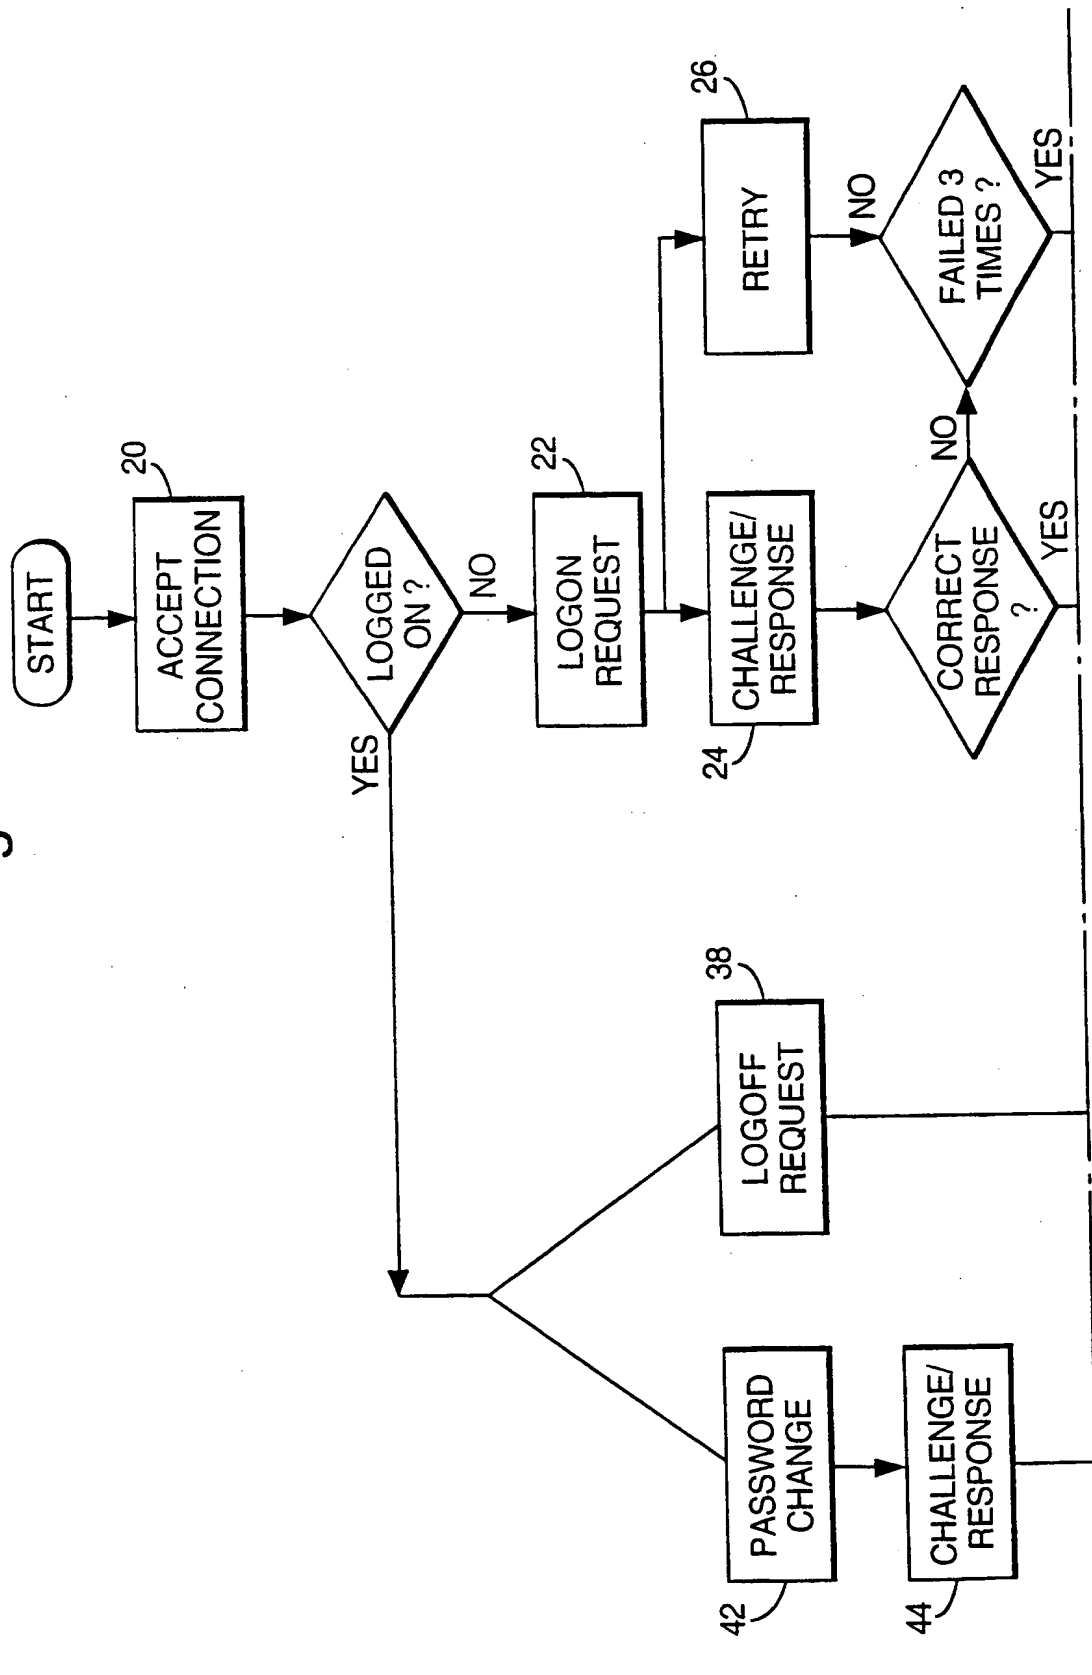 START
20
ACCEPT
CONNECTION
LOGGED
ON ?
YES
NO
22
LOGON
REQUEST
26
RETRY
24
CHALLENGE/
RESPONSE
NO
FAILED 3
TIMES ?
YES
NO
CORRECT
RESPONSE
?
YES
38
LOGOFF
REQUEST
42
PASSWORD
CHANGE
44
CHALLENGE/
RESPONSE